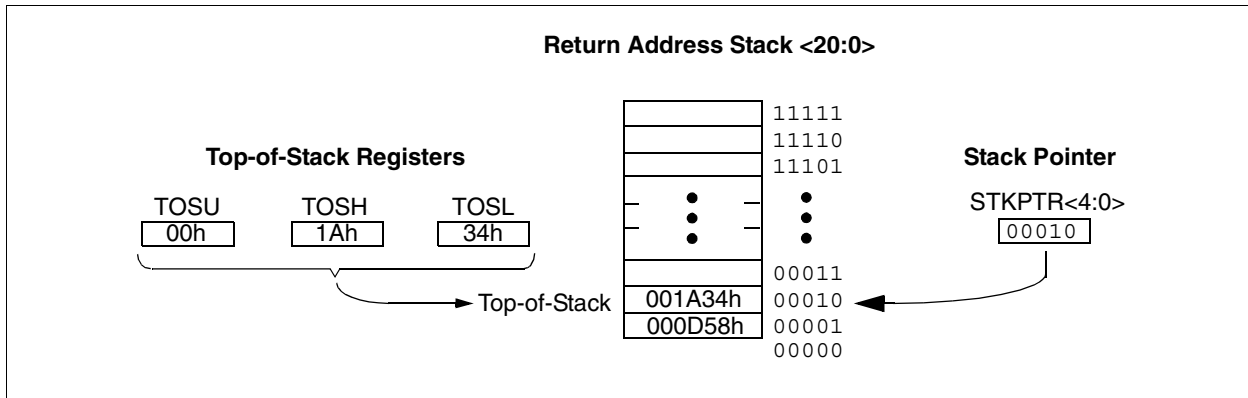 Return Address Stack <20:0>
11111
11110
Top-of-Stack Registers
11101
Stack Pointer
TOSU TOSH TOSL
STKPTR<4:0>
00h 1Ah 34h
00010
00011
Top-of-Stack 001A34h 00010
000D58h 00001
00000